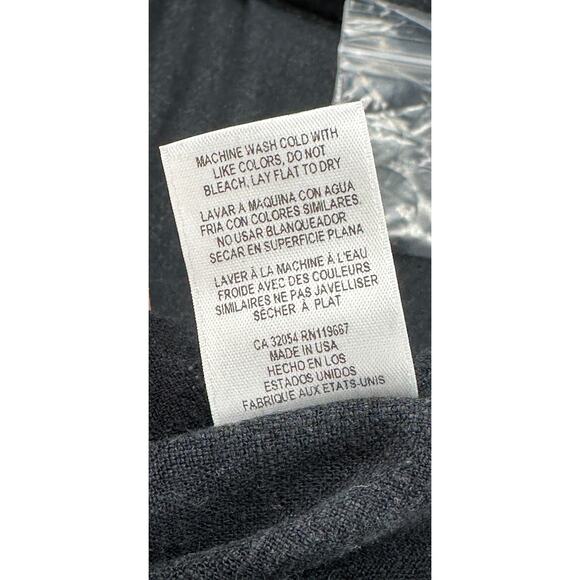 MACHINE WASH COLD WITH
LIKE COLORS, DO NOT
BLEACH, LAY FLAT TO DRY
LAVAR A MAQUINA CON AGUA
FRIA CON COLORES SIMILARES.
NO USAR BLANQUEADOR
SECAR EN SUPERFICIE PLANA
LAVER À LA MACHINE À L'EAU
FROIDE AVEC DES COULEURS
SIMILAIRES NE PAS JAVELLISER
SÉCHER À PLAT
CA 32054 RN119667
MADE IN USA
HECHO EN LOS
ESTADOS UNIDOS
FABRIQUE AUX ETATS-UNIS